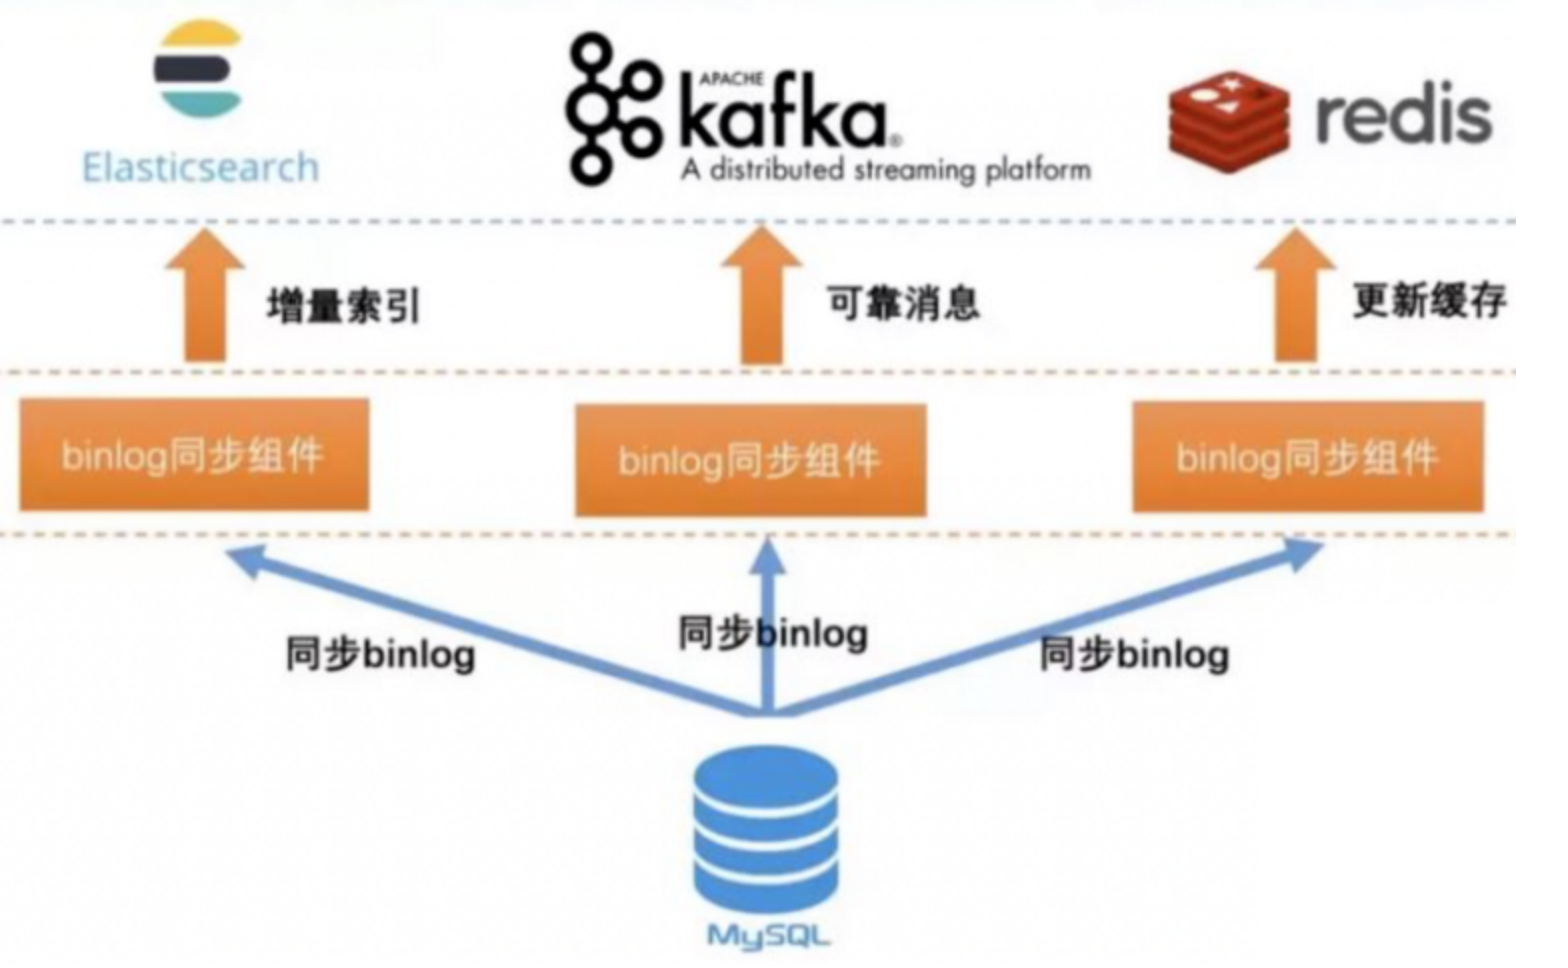 Elasticsearch
APACHE
kafka®
A distributed streaming platform
redis
增量索引
可靠消息
更新缓存
binlog同步组件
binlog同步组件
binlog同步组件
同步binlog
同步binlog
同步binlog
MySQL